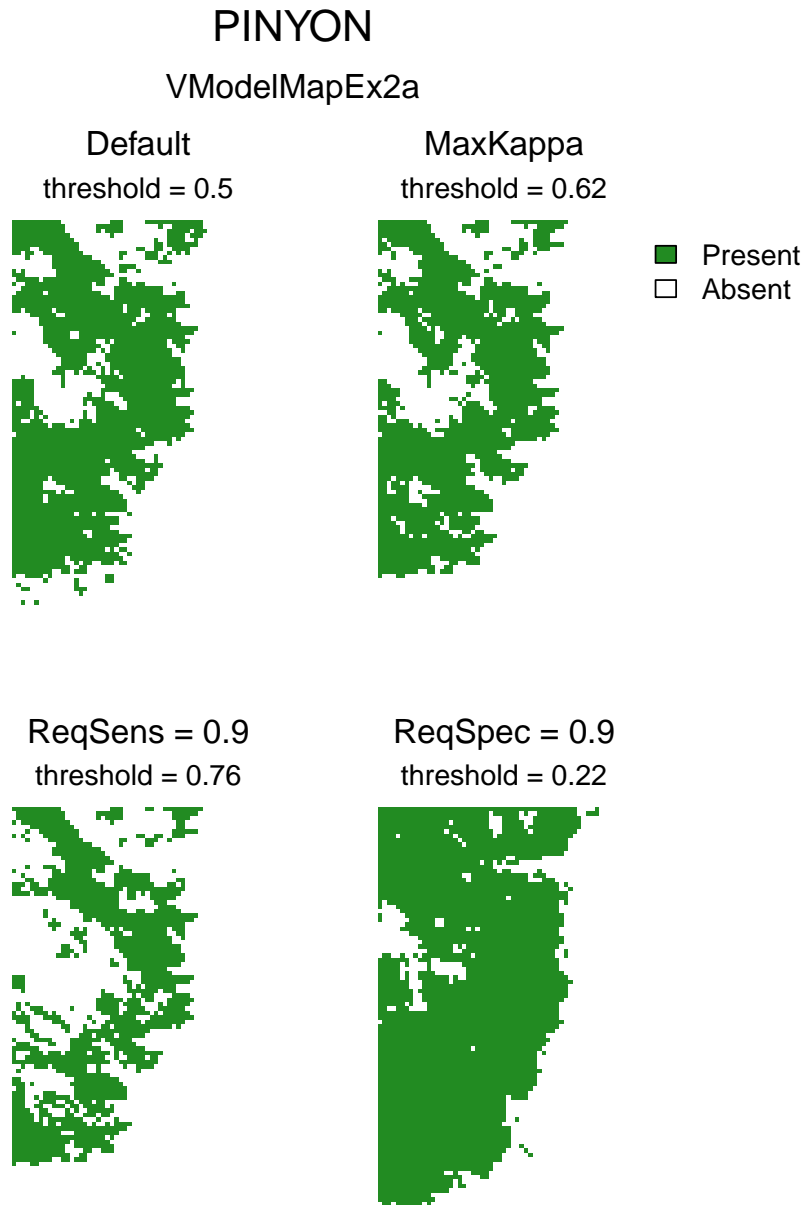 PINYON
VModelMapEx2a
Default
threshold = 0.5
MaxKappa
threshold = 0.62
Present
Absent
ReqSens = 0.9
threshold = 0.76
ReqSpec = 0.9
threshold = 0.22